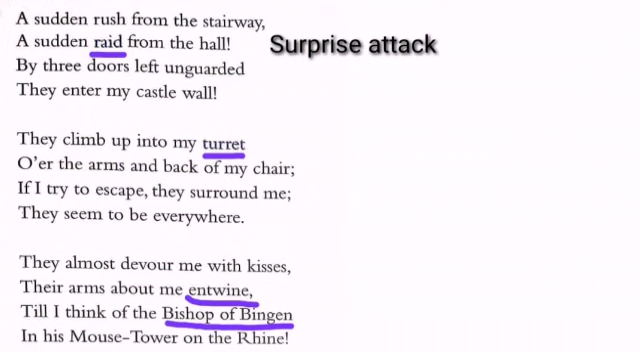 A sudden rush from the stairway,
A sudden raid from the hall!
Surprise attack
By three doors left unguarded
They enter my castle wall!
They climb up into my turret
O'er the arms and back of my chair;
If I try to escape, they surround me;
They seem to be everywhere.
They almost devour me with kisses,
Their arms about me entwine,
Till I think of the Bishop of Bingen
In his Mouse-Tower on the Rhine!